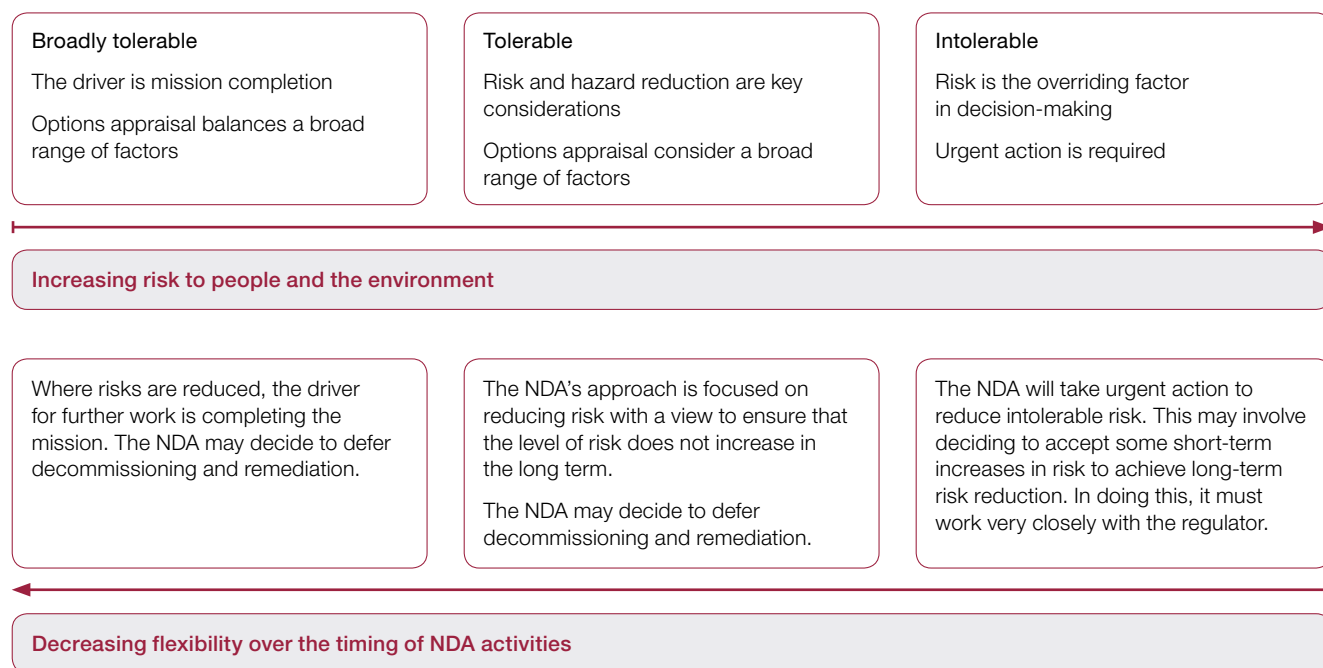 Broadly tolerable
The driver is mission completion
Options appraisal balances a broad
range of factors
Tolerable
Risk and hazard reduction are key
considerations
Options appraisal consider a broad
range of factors
Intolerable
Risk is the overriding factor
in decision-making
Urgent action is required
Increasing risk to people and the environment
Where risks are reduced, the driver
for further work is completing the
mission. The NDA may decide to defer
decommissioning and remediation.
The NDA’s approach is focused on
reducing risk with a view to ensure that
the level of risk does not increase in
the long term.
The NDA may decide to defer
decommissioning and remediation.
The NDA will take urgent action to
reduce intolerable risk. This may involve
deciding to accept some short-term
increases in risk to achieve long-term
risk reduction. In doing this, it must
work very closely with the regulator.
Decreasing flexibility over the timing of NDA activities